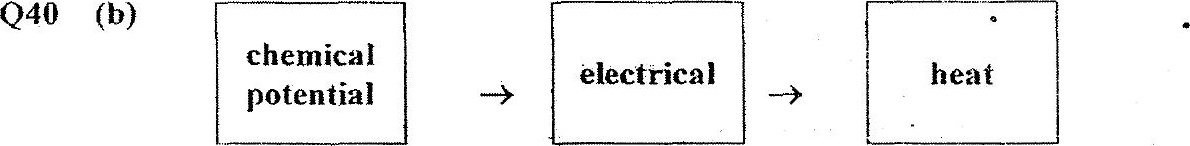 Q40 (b)
chemical
potential → electrical → heat